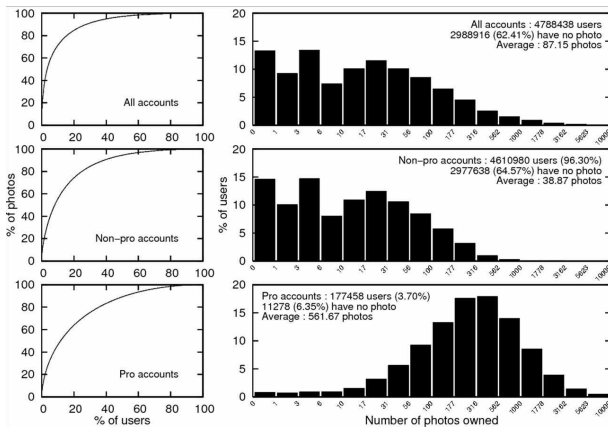 100
80
60
40
20
0
0 20 40 60 80 100
All accounts
% of users
20
15
10
5
0
All accounts : 4788438 users
2988916 (62.41%) have no photo
Average : 87.15 photos
0 1 3 6 10 17 31 56 100 177 316 562 1000 1778 3162 5623 10000
% of photos
100
80
60
40
20
0
0 20 40 60 80 100
Non-pro accounts
% of users
20
15
10
5
0
Non-pro accounts : 4610980 users (96.30%)
2977638 (64.57%) have no photo
Average : 38.87 photos
0 1 3 6 10 17 31 56 100 177 316 562 1000 1778 3162 5623 10000
100
80
60
40
20
0
0 20 40 60 80 100
Pro accounts
% of users
20
15
10
5
0
Pro accounts : 177458 users (3.70%)
11278 (6.35%) have no photo
Average : 561.67 photos
0 1 3 6 10 17 31 56 100 177 316 562 1000 1778 3162 5623 10000
Number of photos owned